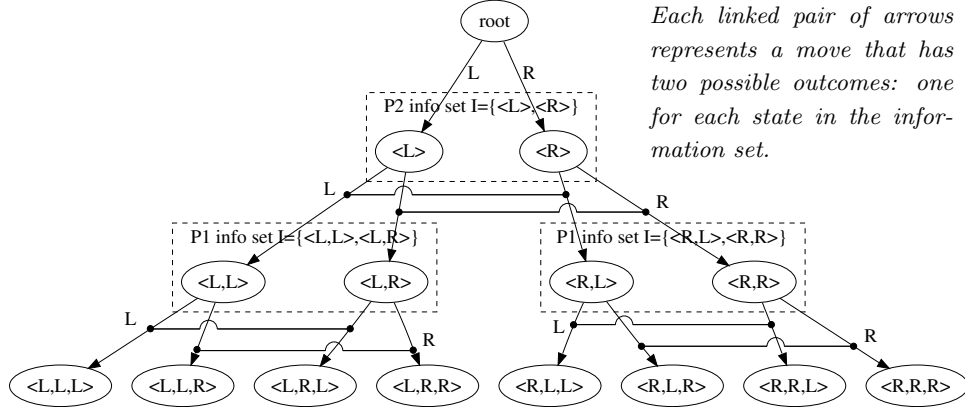 root
Each linked pair of arrows
represents a move that has
two possible outcomes: one
for each state in the infor-
mation set.
L R
P2 info set I={<L>,<R>}
<L> <R>
L R
P1 info set I={<L,L>,<L,R>} P1 info set I={<R,L>,<R,R>}
<L,L> <L,R> <R,L> <R,R>
L R L R
<L,L,L> <L,L,R> <L,R,L> <L,R,R> <R,L,L> <R,L,R> <R,R,L> <R,R,R>